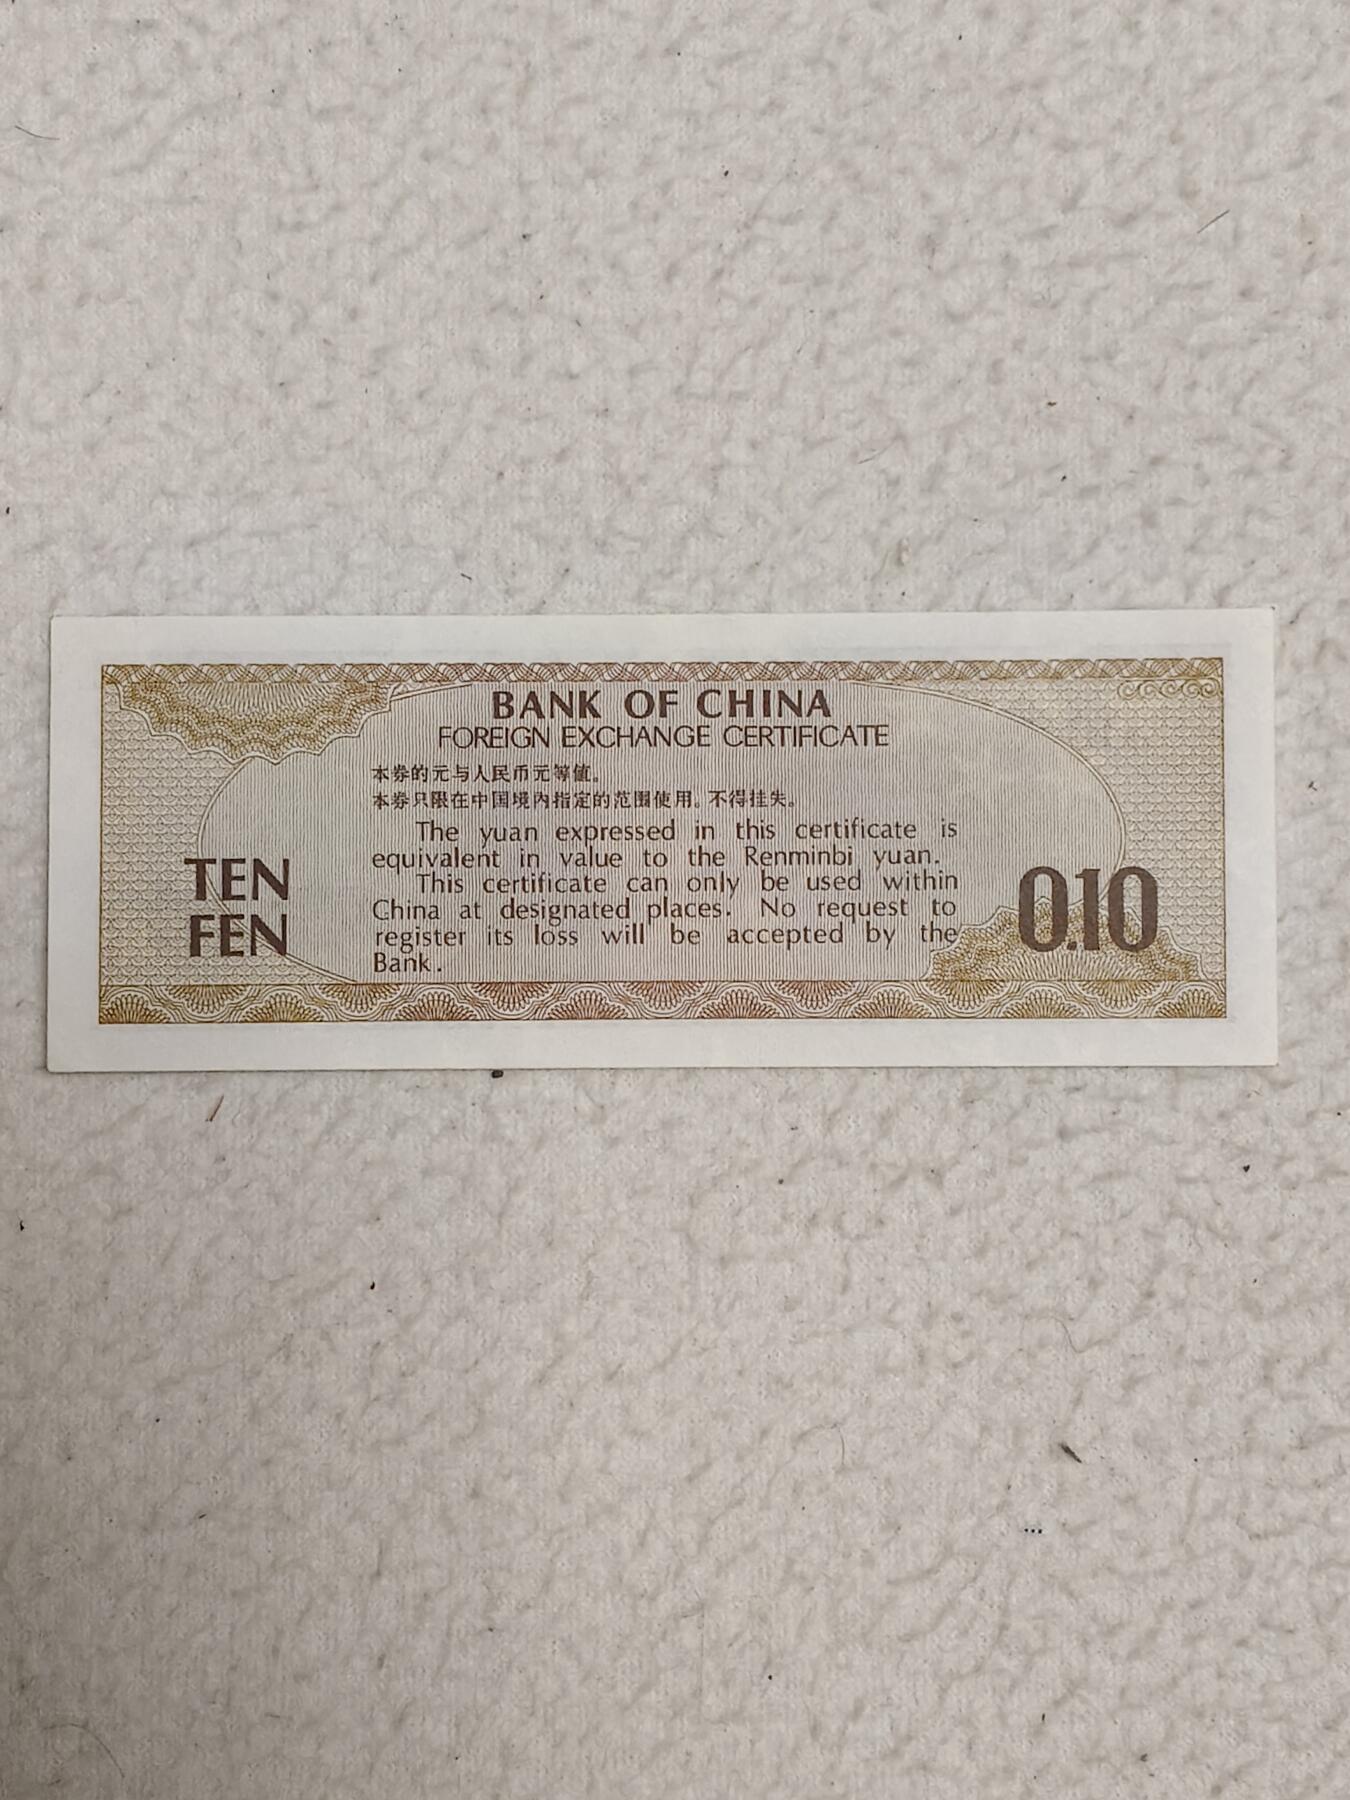 BANK OF CHINA
FOREIGN EXCHANGE CERTIFICATE
本券的元与人民币元等值。
本券只限在中国境内指定的范围使用。不得挂失。
The yuan expressed in this certificate is
equivalent in value to the Renminbi yuan.
This certificate can only be used within
China at designated places. No request to
register its loss will be accepted by the
Bank.
TEN
FEN
0.10